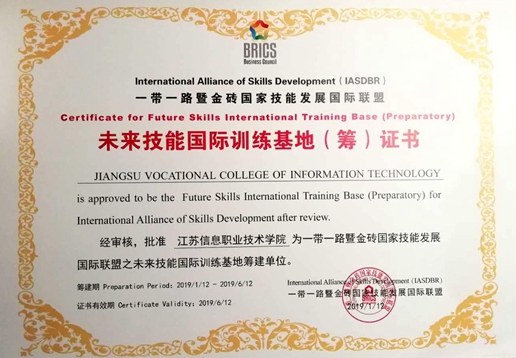 BRICS
Business Council
International Alliance of Skills Development (IASDBR)
一带一路暨金砖国家技能发展国际联盟
Certificate for Future Skills International Training Base (Preparatory)
未来技能国际训练基地（筹）证书
JIANGSU VOCATIONAL COLLEGE OF INFORMATION TECHNOLOGY
is approved to be the Future Skills International Training Base (Preparatory) for
International Alliance of Skills Development after review.
经审核，批准 江苏信息职业技术学院 为一带一路暨金砖国家技能发展
国际联盟之未来技能国际训练基地筹建单位。
筹建期 Preparation Period: 2019/1/12 - 2019/6/12
International Alliance of Skills Development (IASDBR)
一带一路暨金砖国家技能发展国际联盟
证书有效期 Certificate Validity: 2019/6/12
2019/1/12